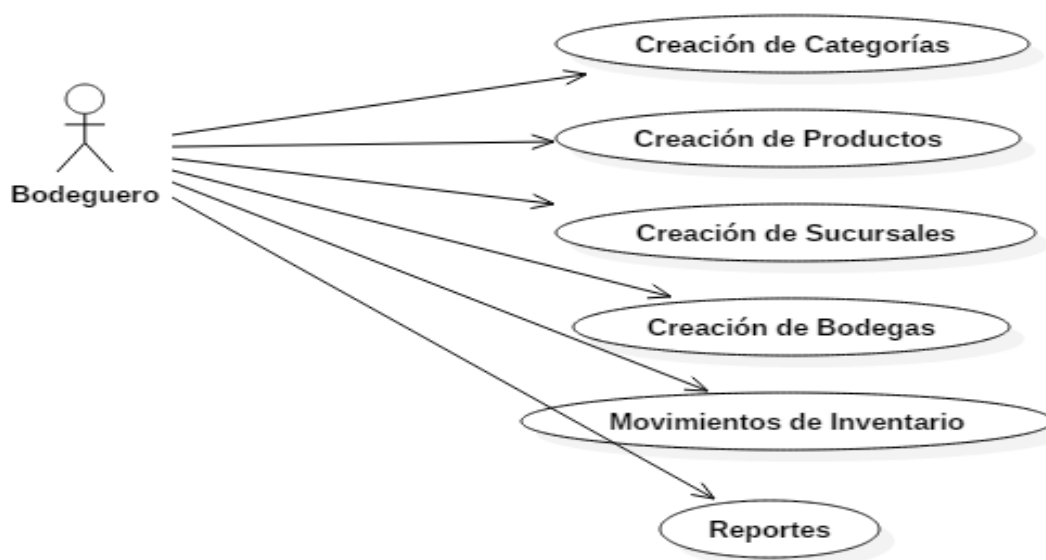 Creación de Categorías
Creación de Productos
Bodeguero
Creación de Sucursales
Creación de Bodegas
Movimientos de Inventario
Reportes